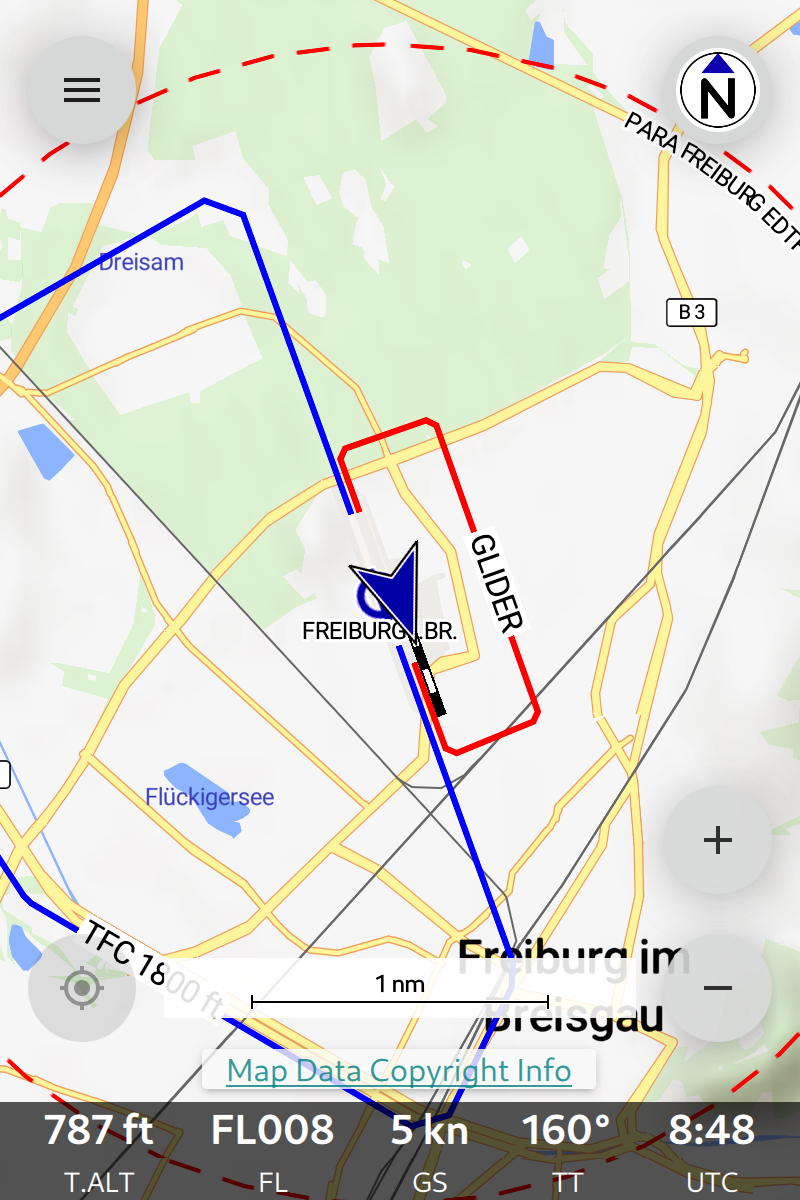 N
PARA FREIBURG EDTF
Dreisam
B 3
GLIDER
FREIBURG BR.
Flückigersee
TFC 1800 ft
Freiburg im
Breisgau
1 nm
Map Data Copyright Info
787 ft FL008 5 kn 160° 8:48
T.ALT FL GS TT UTC